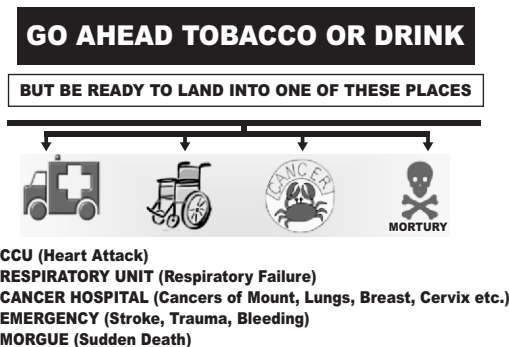 GO AHEAD TOBACCO OR DRINK
BUT BE READY TO LAND INTO ONE OF THESE PLACES
CANCER
MORTURY
CCU (Heart Attack)
RESPIRATORY UNIT (Respiratory Failure)
CANCER HOSPITAL (Cancers of Mount, Lungs, Breast, Cervix etc.)
EMERGENCY (Stroke, Trauma, Bleeding)
MORGUE (Sudden Death)